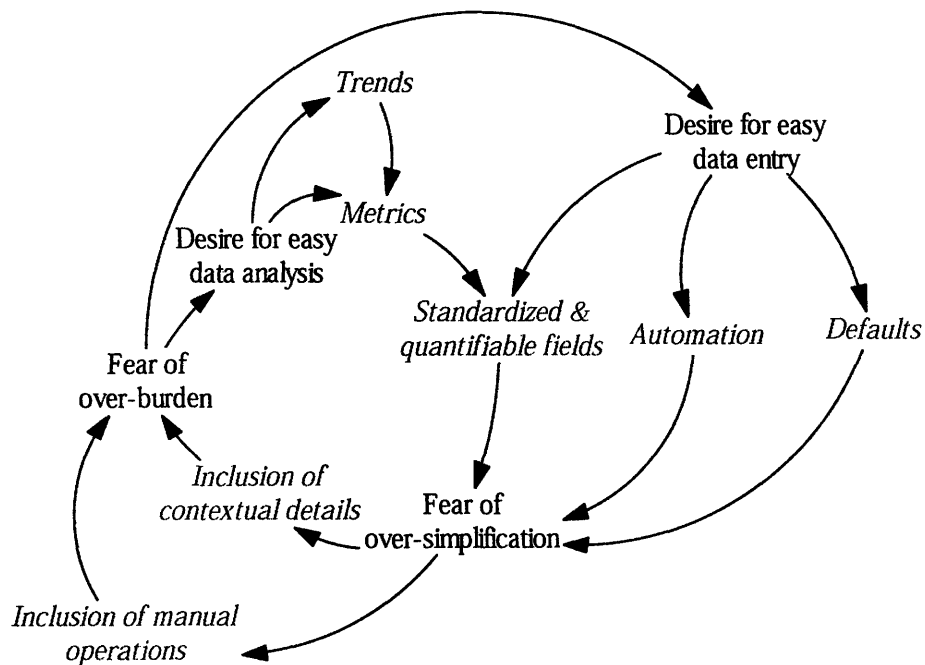 Trends
Desire for easy
data entry
Metrics
Desire for easy
data analysis
Standardized &
quantifiable fields
Automation
Defaults
Fear of
over-burden
Inclusion of
contextual details
Fear of
over-simplification
Inclusion of manual
operations